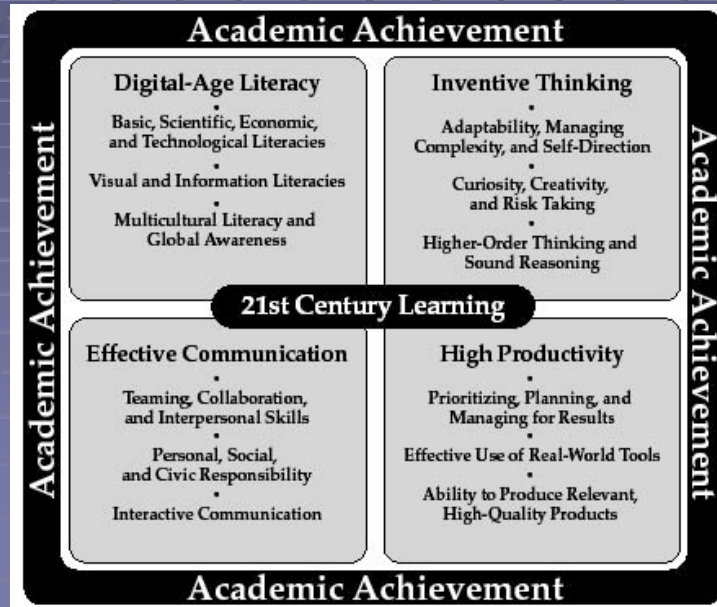 Academic Achievement
Digital-Age Literacy
•
Basic, Scientific, Economic,
and Technological Literacies
•
Visual and Information Literacies
•
Multicultural Literacy and
Global Awareness
Inventive Thinking
•
Adaptability, Managing
Complexity, and Self-Direction
•
Curiosity, Creativity,
and Risk Taking
•
Higher-Order Thinking and
Sound Reasoning
Academic Achievement
Academic Achievement
21st Century Learning
Effective Communication
•
Teaming, Collaboration,
and Interpersonal Skills
•
Personal, Social,
and Civic Responsibility
•
Interactive Communication
High Productivity
•
Prioritizing, Planning, and
Managing for Results
•
Effective Use of Real-World Tools
•
Ability to Produce Relevant,
High-Quality Products
Academic Achievement